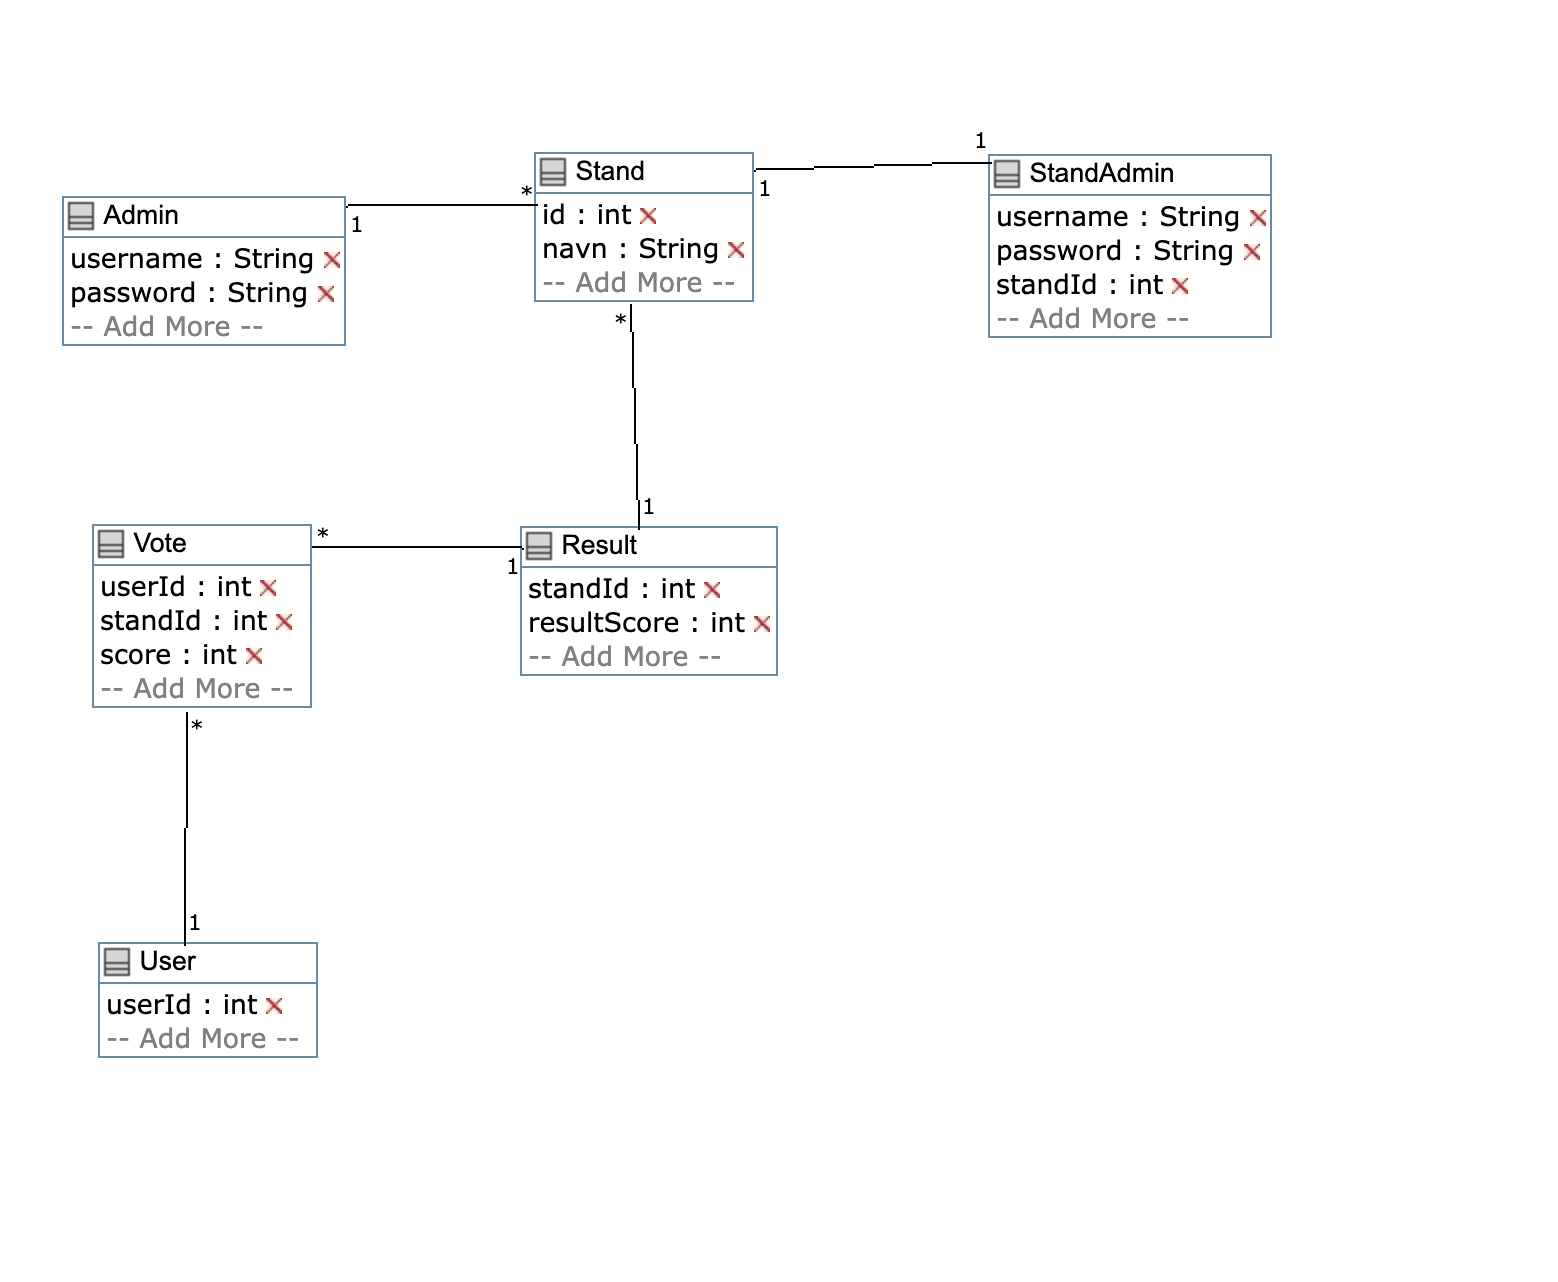 Admin
username : String
password : String
-- Add More --
1
*
Stand
id : int
navn : String
-- Add More --
1
1
StandAdmin
username : String
password : String
standId : int
-- Add More --
*
1
Vote
userId : int
standId : int
score : int
-- Add More --
*
1
Result
standId : int
resultScore : int
-- Add More --
*
1
User
userId : int
-- Add More --